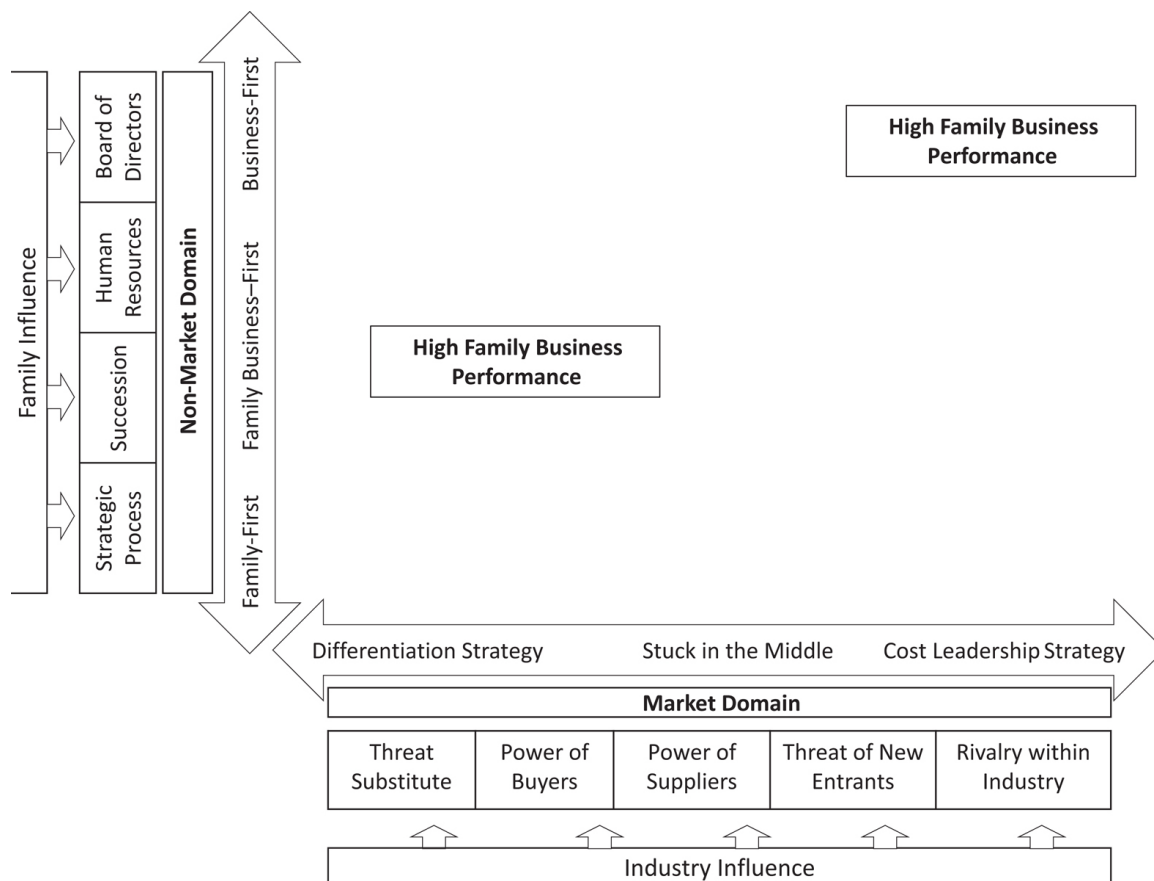 Family Influence
Board of
Directors
Human
Resources
Succession
Strategic
Process
Non-Market Domain
Business-First
Family Business–First
Family-First
High Family Business
Performance
High Family Business
Performance
Differentiation Strategy
Stuck in the Middle
Cost Leadership Strategy
Market Domain
Threat
Substitute
Power of
Buyers
Power of
Suppliers
Threat of New
Entrants
Rivalry within
Industry
Industry Influence